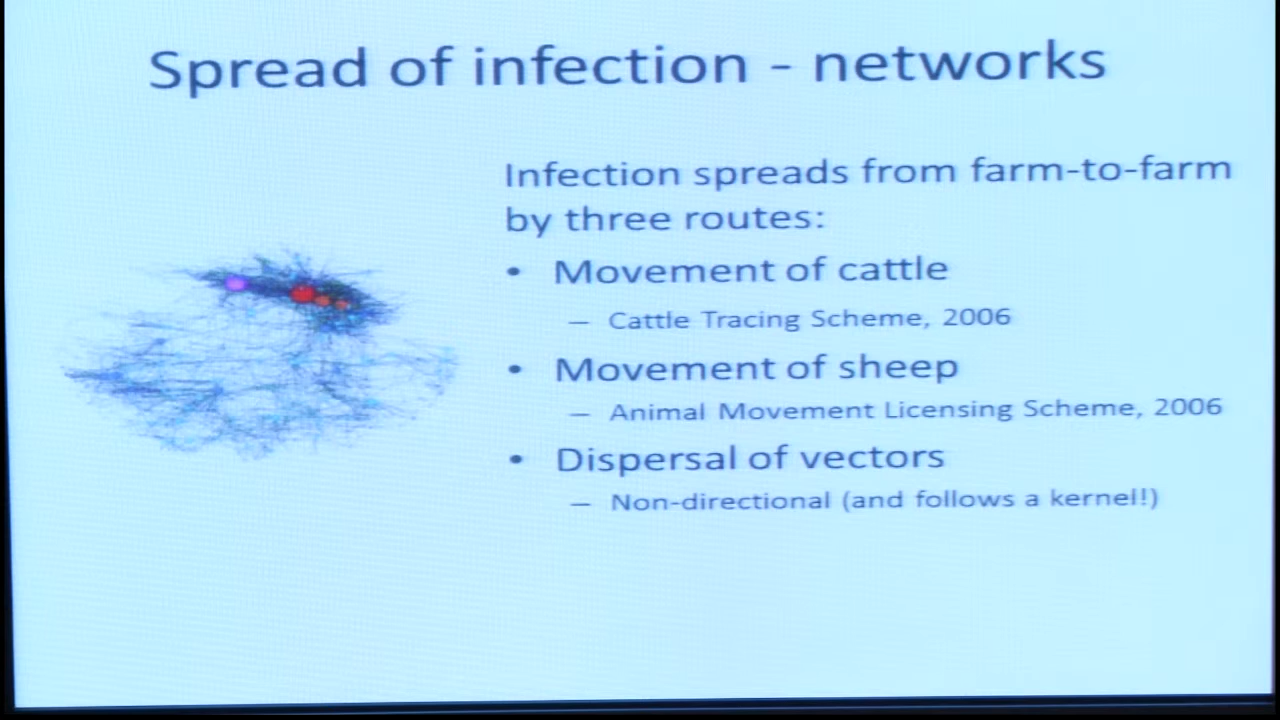 Spread of infection - networks
Infection spreads from farm-to-farm
by three routes:
• Movement of cattle
– Cattle Tracing Scheme, 2006
• Movement of sheep
– Animal Movement Licensing Scheme, 2006
• Dispersal of vectors
– Non-directional (and follows a kernel!)